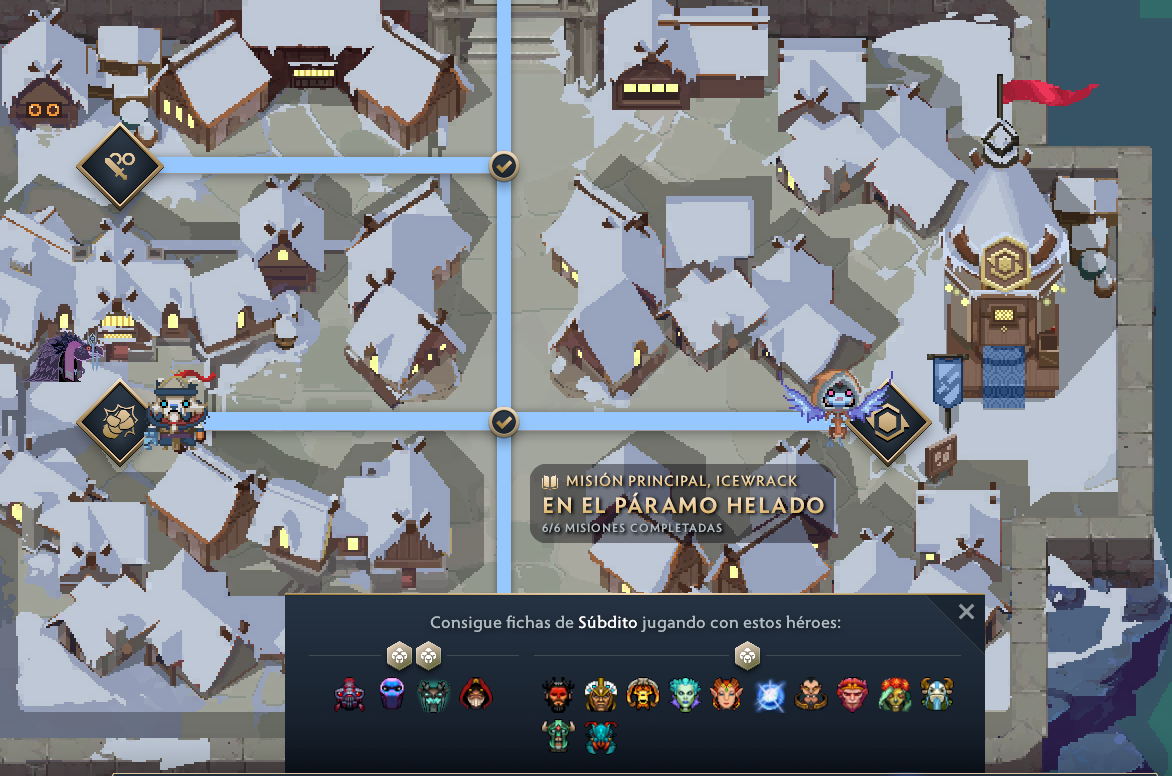 MISIÓN PRINCIPAL, ICEWRACK
EN EL PÁRAMO HELADO
6/6 MISIONES COMPLETADAS
Consigue fichas de Súbdito jugando con estos héroes: